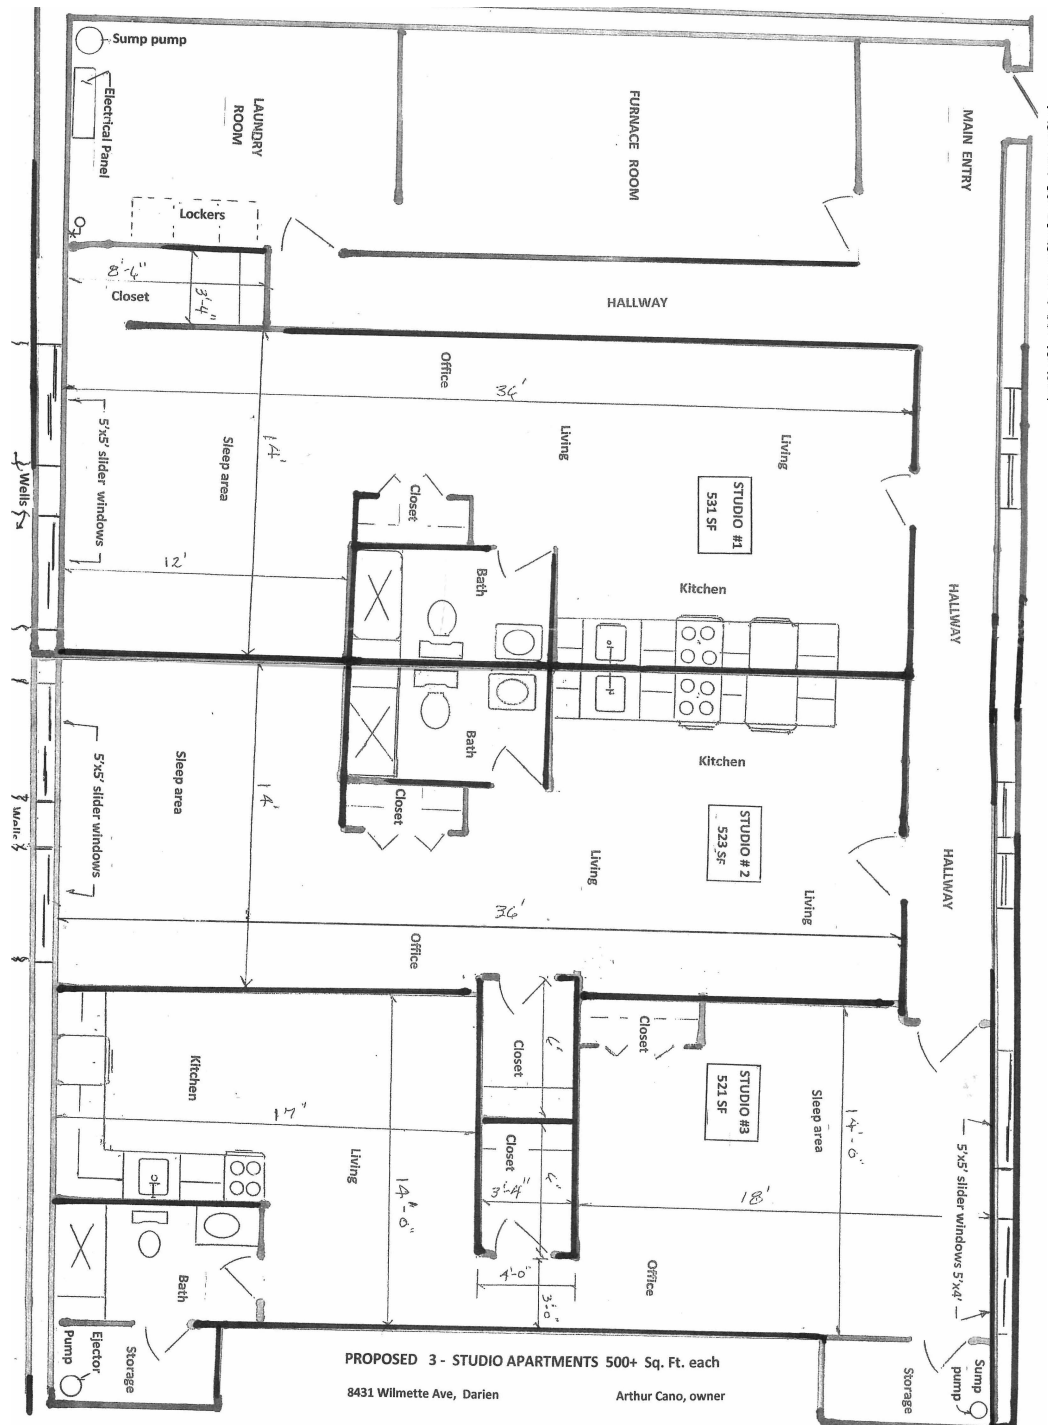 Sump pump
Electrical Panel
LAUNDRY
ROOM
FURNACE ROOM
MAIN ENTRY
Lockers
8'-4"
3'-4"
Closet
HALLWAY
Office
36'
Living
Living
14'
Sleep area
5'x5' slider windows
Wells
Closet
STUDIO #1
531 SF
12'
Bath
Kitchen
HALLWAY
Bath
Kitchen
Sleep area
14'
5'x5' slider windows
Wells
Closet
STUDIO # 2
523 SF
HALLWAY
Living
Living
36'
Office
Closet
6'
Closet
STUDIO #3
521 SF
Sleep area
14'-0"
Kitchen
17"
Living
14'-0"
Closet
6'
3'-4"
18'
5'x5' slider windows 5'x4'
4'-0"
3'-0"
Office
Bath
Ejector
Pump
Storage
Storage
Sump
pump
PROPOSED 3 - STUDIO APARTMENTS 500+ Sq. Ft. each
8431 Wilmette Ave, Darien
Arthur Cano, owner